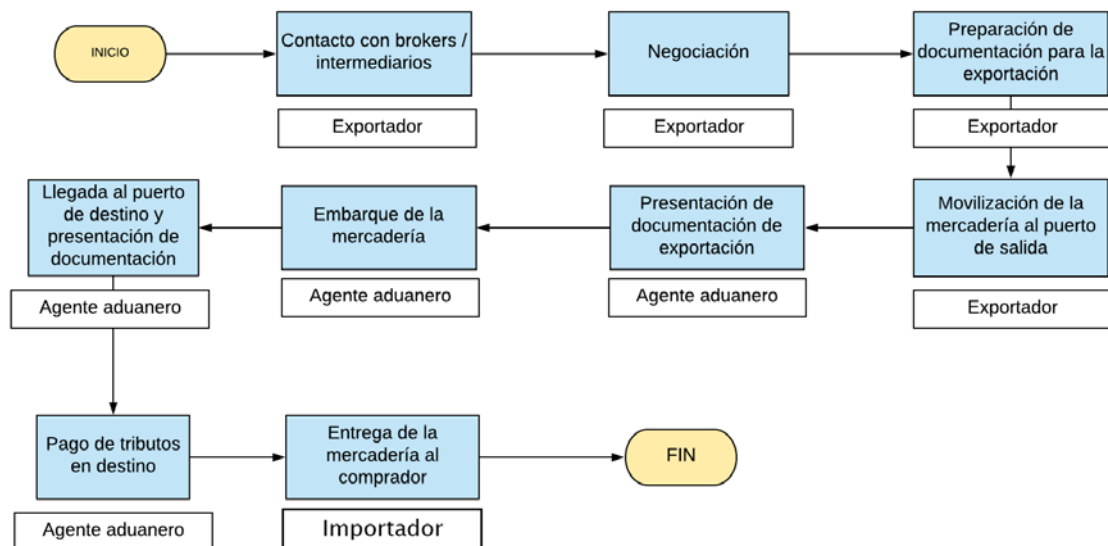 INICIO
Contacto con brokers /
intermediarios
Exportador
Negociación
Exportador
Preparación de
documentación para la
exportación
Exportador
Movilización de la
mercadería al puerto
de salida
Exportador
Presentación de
documentación de
exportación
Agente aduanero
Embarque de la
mercadería
Agente aduanero
Llegada al puerto
de destino y
presentación de
documentación
Agente aduanero
Pago de tributos
en destino
Agente aduanero
Entrega de la
mercadería al
comprador
Importador
FIN